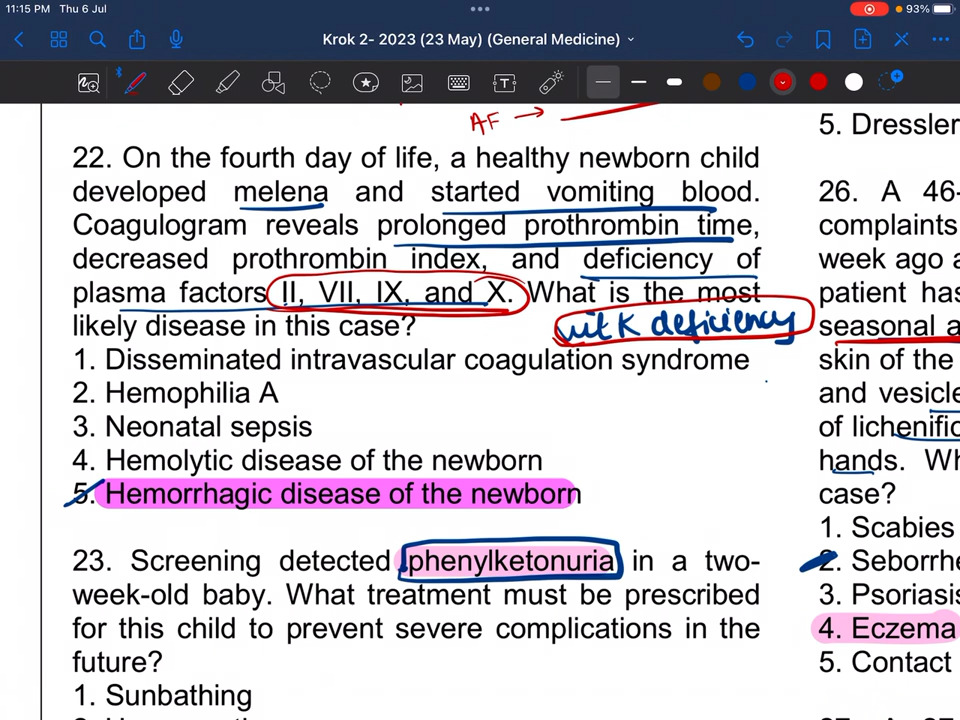 11:15 PM Thu 6 Jul
93%
Krok 2- 2023 (23 May) (General Medicine)
AF →
22. On the fourth day of life, a healthy newborn child
developed melena and started vomiting blood.
Coagulogram reveals prolonged prothrombin time,
decreased prothrombin index, and deficiency of
plasma factors II, VII, IX, and X. What is the most
likely disease in this case?
vit K deficiency
1. Disseminated intravascular coagulation syndrome
2. Hemophilia A
3. Neonatal sepsis
4. Hemolytic disease of the newborn
5. Hemorrhagic disease of the newborn
23. Screening detected phenylketonuria in a two-
week-old baby. What treatment must be prescribed
for this child to prevent severe complications in the
future?
1. Sunbathing
5. Dressler
26. A 46-
complaints
week ago a
patient has
seasonal a
skin of the
and vesicle
of lichenific
hands. Wh
case?
1. Scabies
2. Seborrhe
3. Psoriasis
4. Eczema
5. Contact